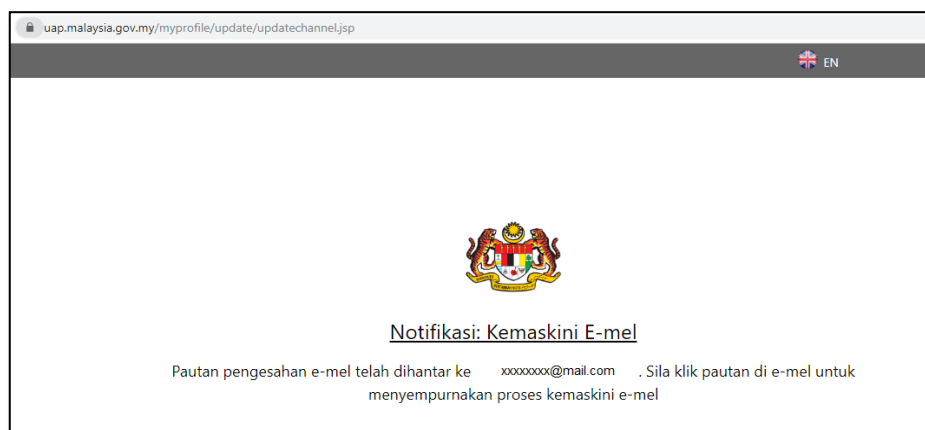 uap.malaysia.gov.my/myprofile/update/updatechannel.jsp
EN
Notifikasi: Kemaskini E-mel
Pautan pengesahan e-mel telah dihantar ke xxxxxxxx@mail.com . Sila klik pautan di e-mel untuk
menyempurnakan proses kemaskini e-mel